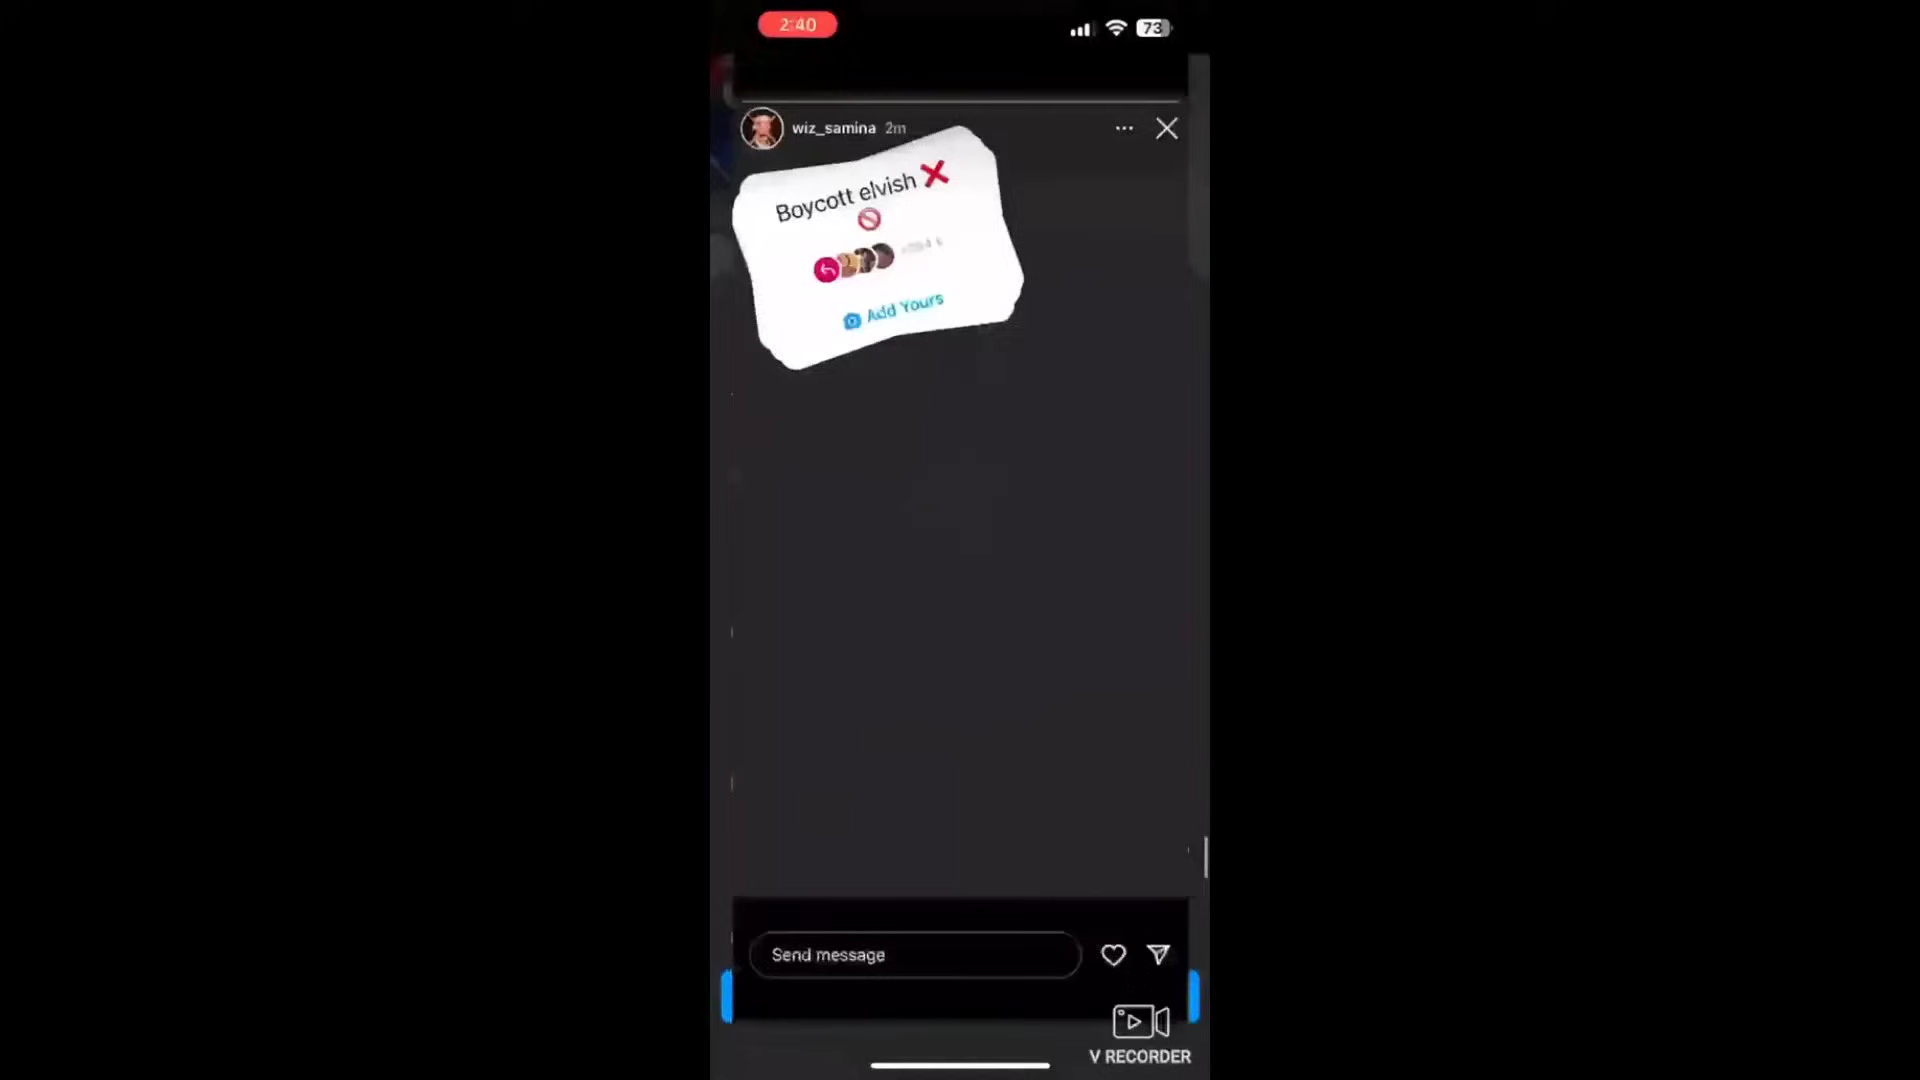 2:40
73
wiz_samina 2m
Boycott elvish ❌
🚫
Add Yours
Send message
V RECORDER